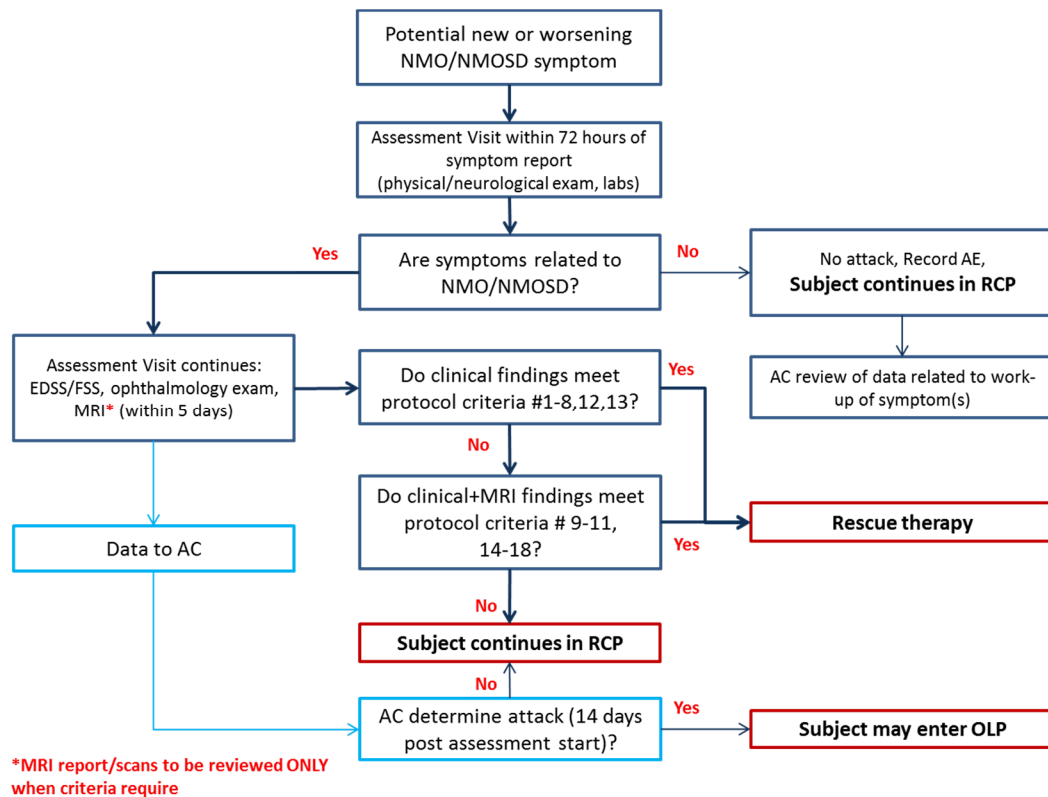 Potential new or worsening
NMO/NMOSD symptom
Assessment Visit within 72 hours of
symptom report
(physical/neurological exam, labs)
Are symptoms related to
NMO/NMOSD?
Yes
No
No attack, Record AE,
Subject continues in RCP
AC review of data related to work-
up of symptom(s)
Assessment Visit continues:
EDSS/FSS, ophthalmology exam,
MRI* (within 5 days)
Do clinical findings meet
protocol criteria #1-8,12,13?
Yes
No
Do clinical+MRI findings meet
protocol criteria # 9-11,
14-18?
Yes
Rescue therapy
Data to AC
No
Subject continues in RCP
No
AC determine attack (14 days
post assessment start)?
Yes
Subject may enter OLP
*MRI report/scans to be reviewed ONLY
when criteria require